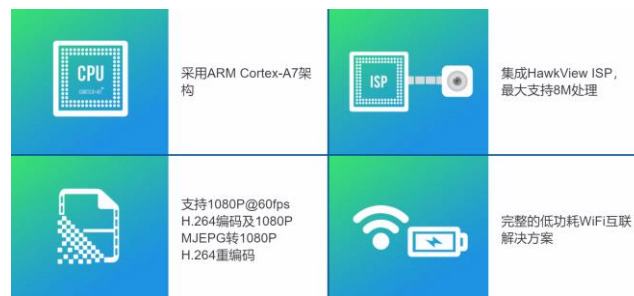 CPU
采用ARM Cortex-A7架
构
ISP
集成HawkView ISP,
最大支持8M处理
支持1080P@60fps
H.264编码及1080P
MJEPG转1080P
H.264重编码
完整的低功耗WiFi互联
解决方案